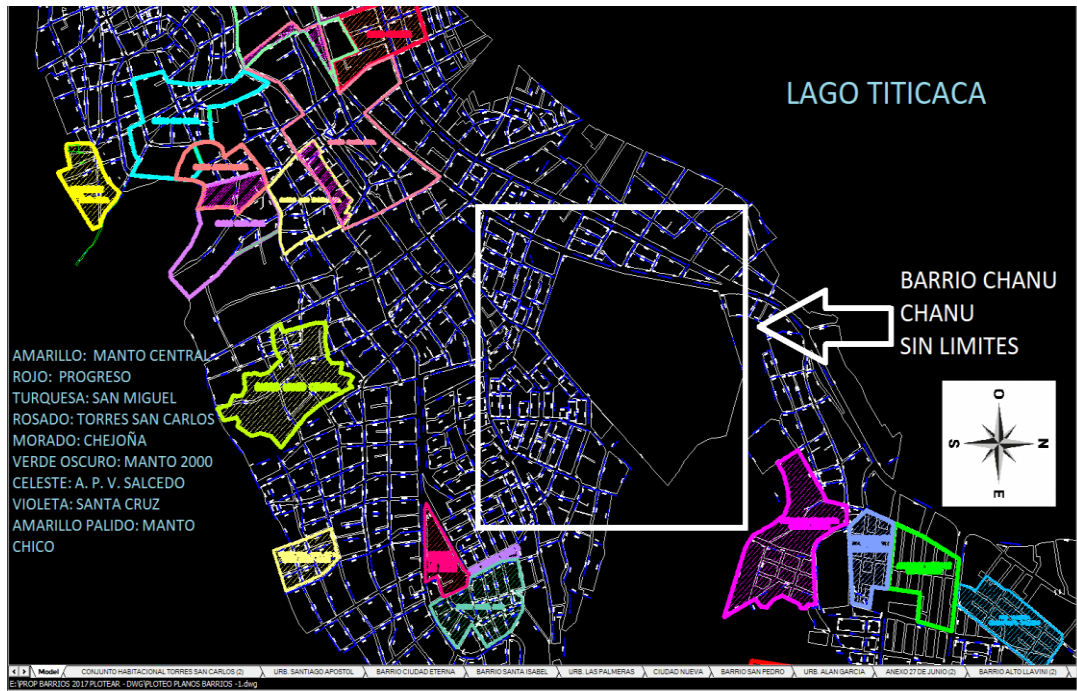 LAGO TITICACA
BARRIO CHANU
CHANU
SIN LIMITES
O
S
N
E
AMARILLO:  MANTO CENTRAL
ROJO:  PROGRESO
TURQUESA: SAN MIGUEL
ROSADO: TORRES SAN CARLOS
MORADO: CHEJOÑA
VERDE OSCURO: MANTO 2000
CELESTE: A. P. V. SALCEDO
VIOLETA: SANTA CRUZ
AMARILLO PALIDO: MANTO
CHICO
Model CONJUNTO HABITACIONAL TORRES SAN CARLOS (2) URB. SANTIAGO APOSTOL BARRIO CIUDAD ETERNA BARRIO SANTA ISABEL URB. LAS PALMERAS CIUDAD NUEVA BARRIO SAN PEDRO URB. ALAN GARCIA ANEXO 27 DE JUNIO (2) BARRIO ALTO LLAVINI (2)
E:\PROP BARRIOS 2017 PLOTEAR - DWG\PLOTEO PLANOS BARRIOS -1.dwg